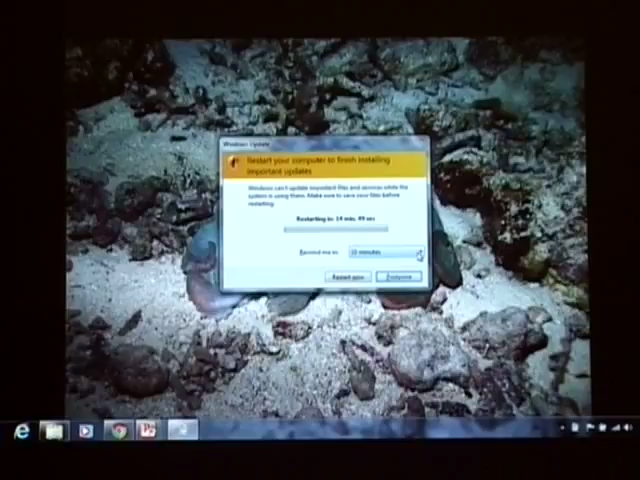 Windows Update
Restart your computer to finish installing
important updates
Windows can't update important files and services while the
system is using them. Make sure to save your files before
restarting.
Restarting in: 14 min, 49 sec
Remind me in:
10 minutes
Restart now
Postpone